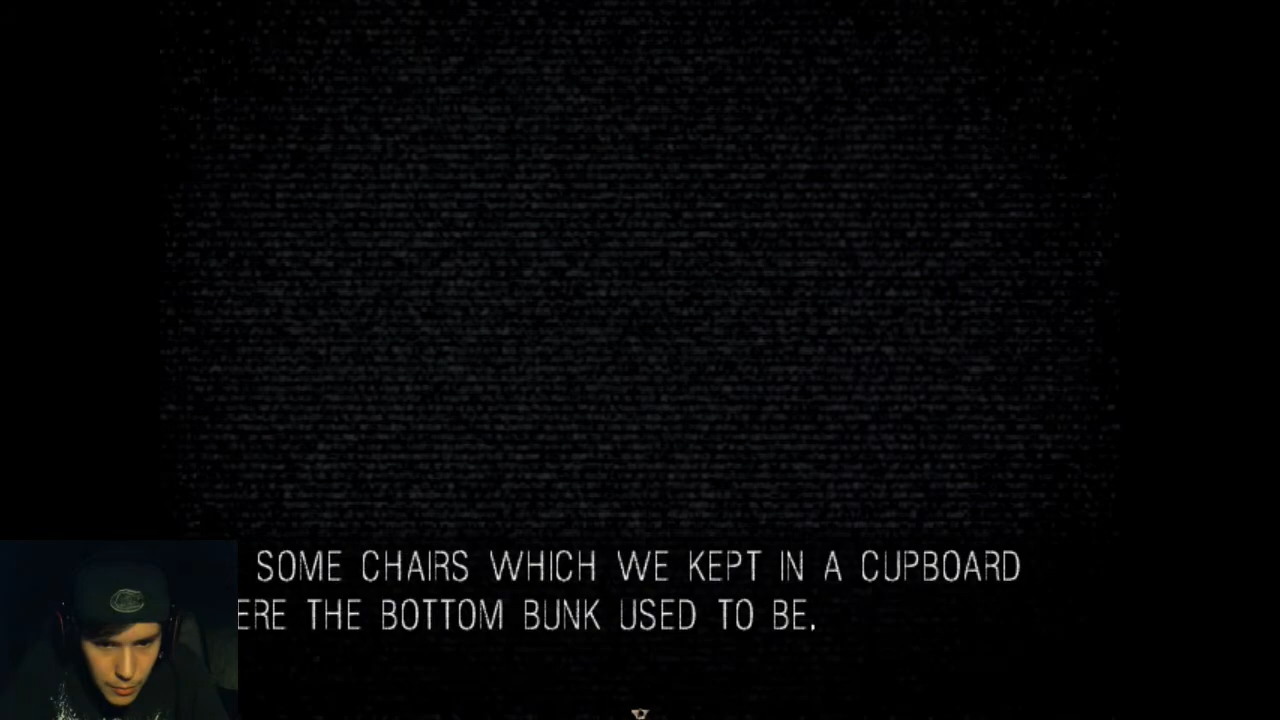 SOME CHAIRS WHICH WE KEPT IN A CUPBOARD
ERE THE BOTTOM BUNK USED TO BE.